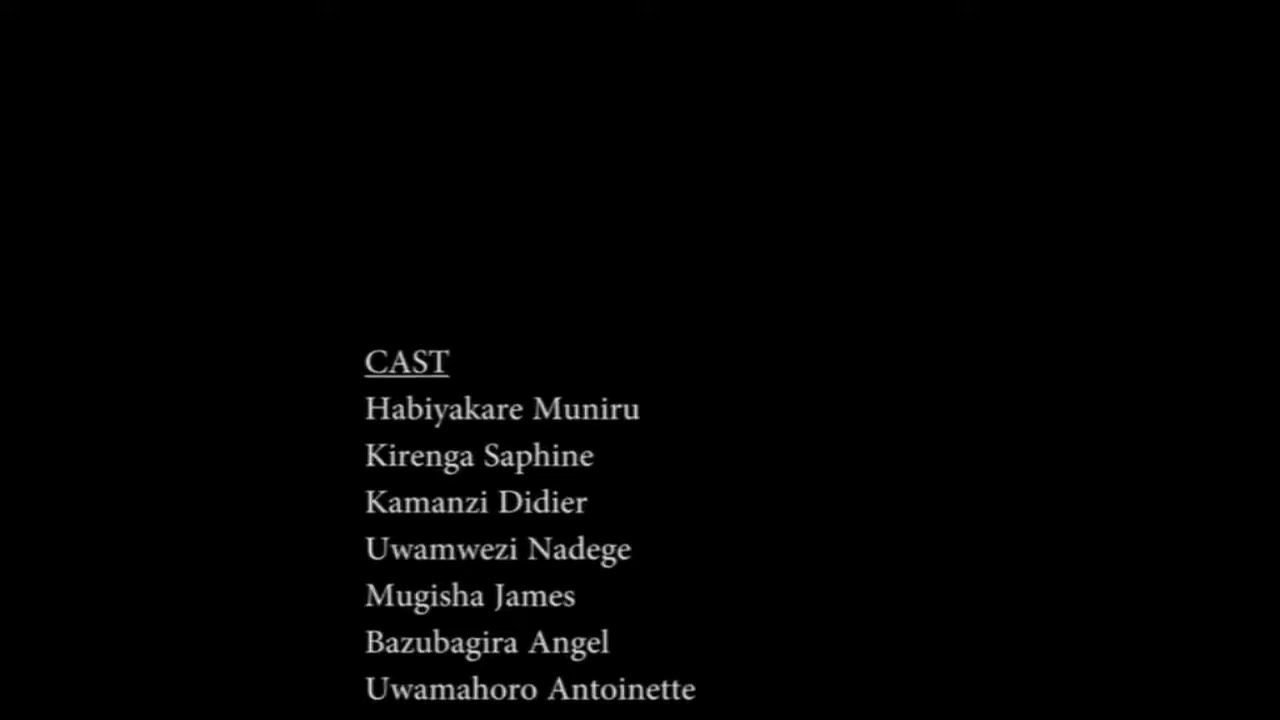 CAST
Habiyakare Muniru
Kirenga Saphine
Kamanzi Didier
Uwamwezi Nadege
Mugisha James
Bazubagira Angel
Uwamahoro Antoinette